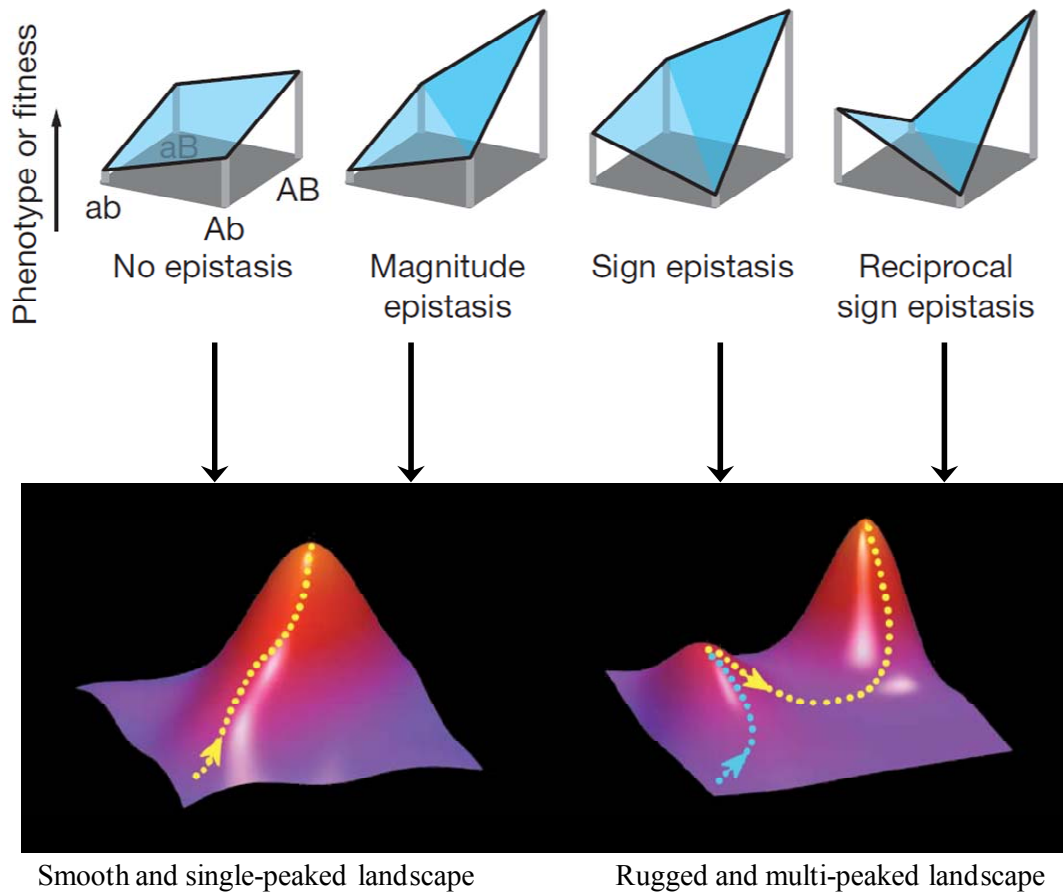 Phenotype or fitness
aB
ab
AB
Ab
No epistasis
Magnitude
epistasis
Sign epistasis
Reciprocal
sign epistasis
Smooth and single-peaked landscape
Rugged and multi-peaked landscape